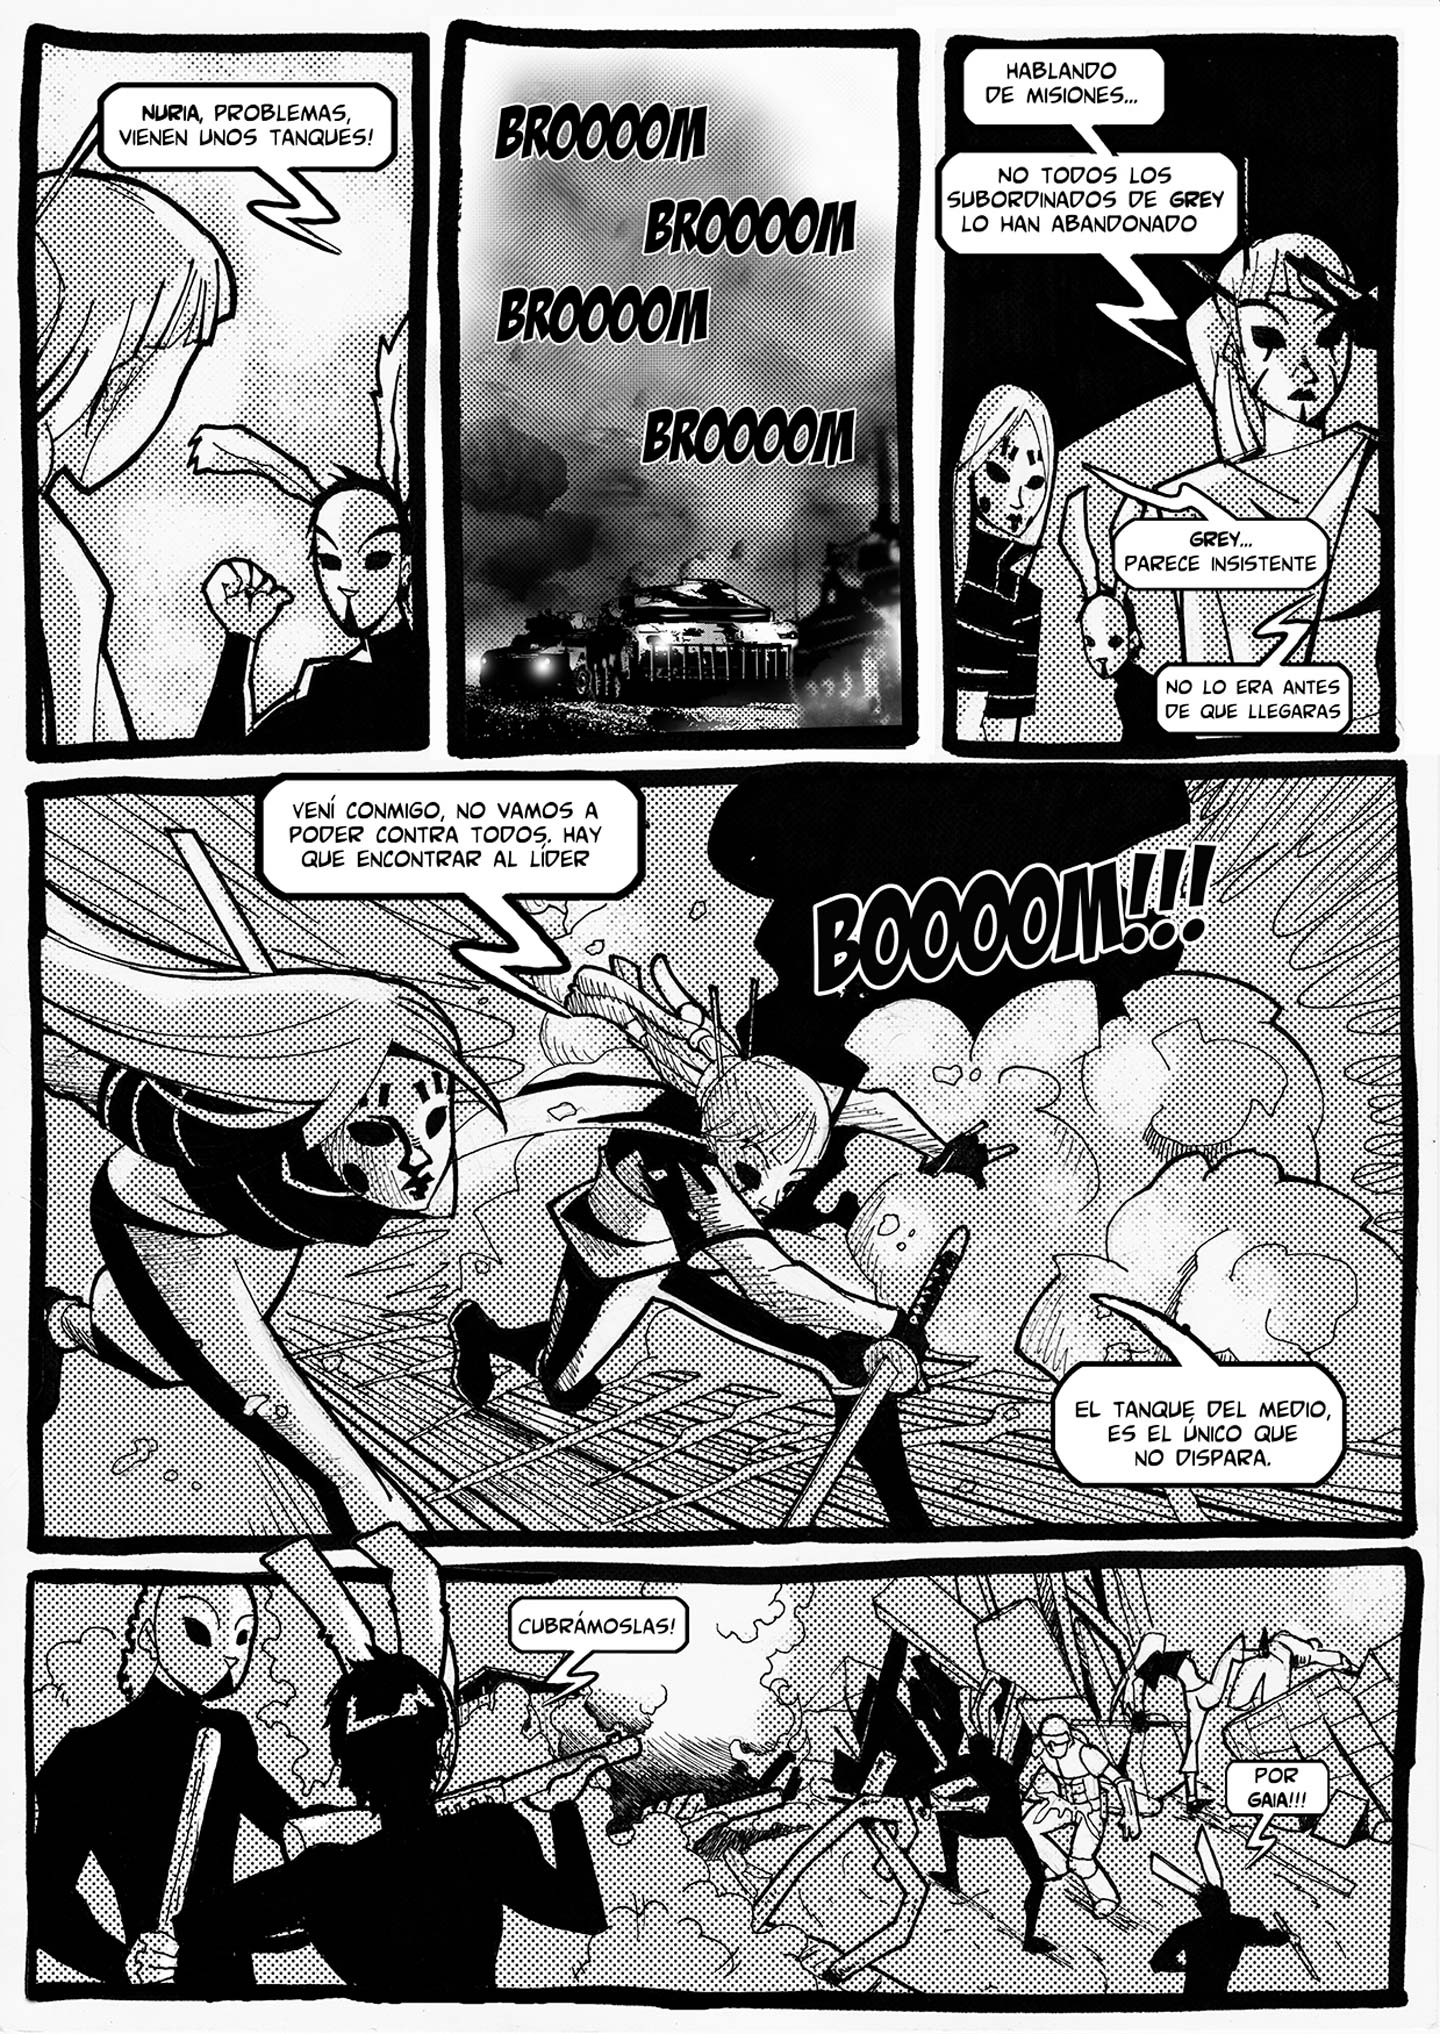 NURIA, PROBLEMAS,
VIENEN UNOS TANQUES!
BROOOOM
BROOOOM
BROOOOM
BROOOOM
HABLANDO
DE MISIONES...
NO TODOS LOS
SUBORDINADOS DE GREY
LO HAN ABANDONADO
GREY...
PARECE INSISTENTE
NO LO ERA ANTES
DE QUE LLEGARAS
VENÍ CONMIGO, NO VAMOS A
PODER CONTRA TODOS. HAY
QUE ENCONTRAR AL LÍDER
BOOOOM!!!
EL TANQUE DEL MEDIO,
ES EL ÚNICO QUE
NO DISPARA.
CUBRÁMOSLAS!
POR
GAIA!!!